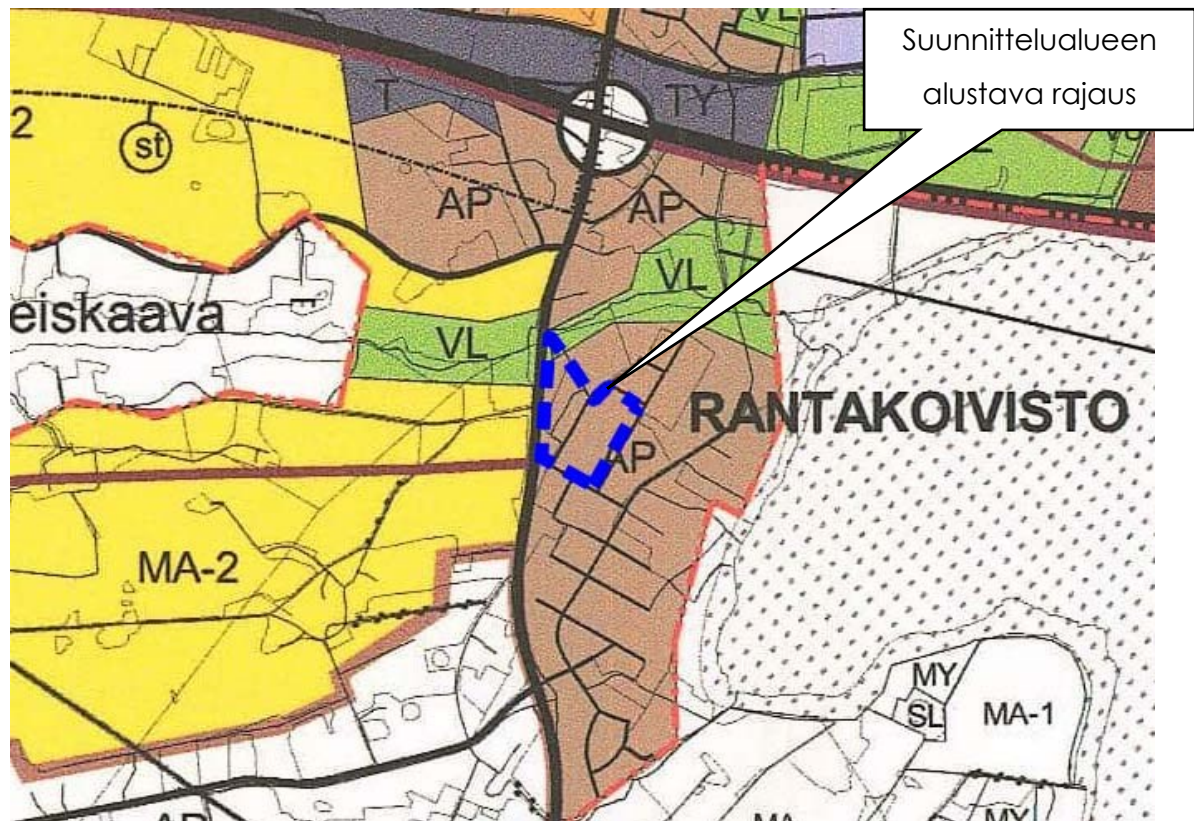 VL
Suunnittelualueen
alustava rajaus
T
TY
2
st
AP
AP
VL
eiskaava
VL
RANTAKOIVISTO
AP
MA-2
MY
SL
MA-1